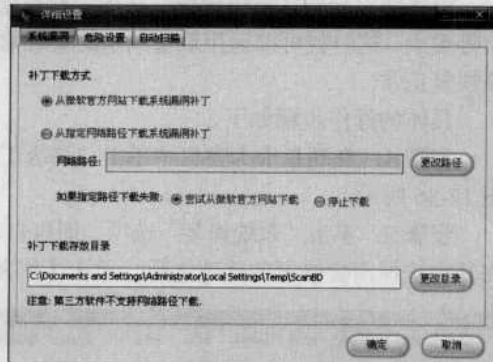 详细设置
系统漏洞 危险设置 自动扫描
补丁下载方式
从微软官方网站下载系统漏洞补丁
从指定网络路径下载系统漏洞补丁
网络路径: 更改路径
如果指定路径下载失败: 尝试从微软官方网站下载 停止下载
补丁下载存放目录
C:\Documents and Settings\Administrator\Local Settings\Temp\ScanBD 更改目录
注意: 第三方软件不支持网络路径下载.
确定 取消